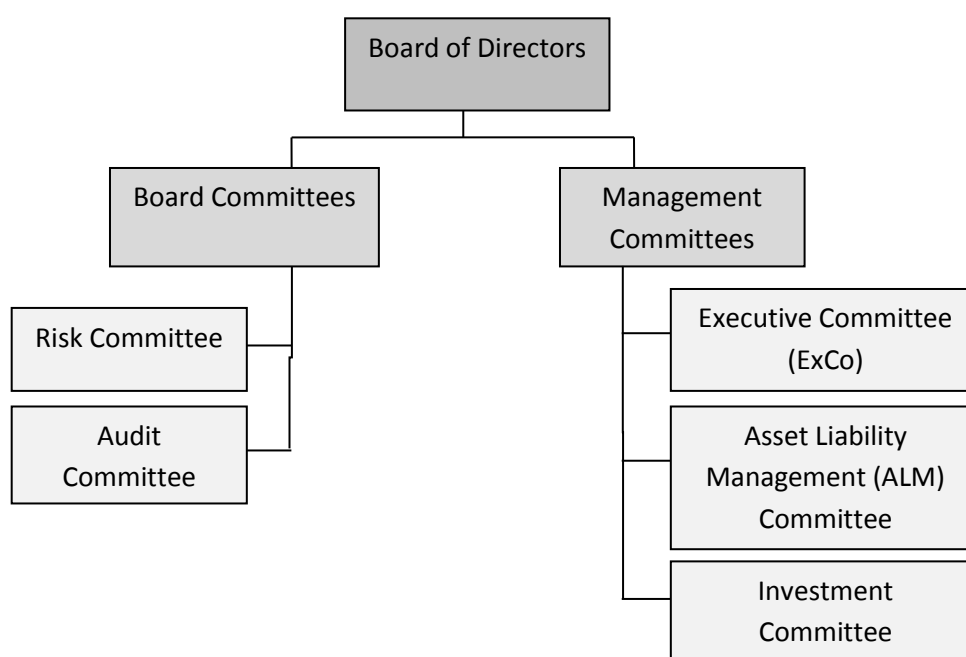 Board of Directors
Board Committees
Management
Committees
Risk Committee
Audit
Committee
Executive Committee
(ExCo)
Asset Liability
Management (ALM)
Committee
Investment
Committee